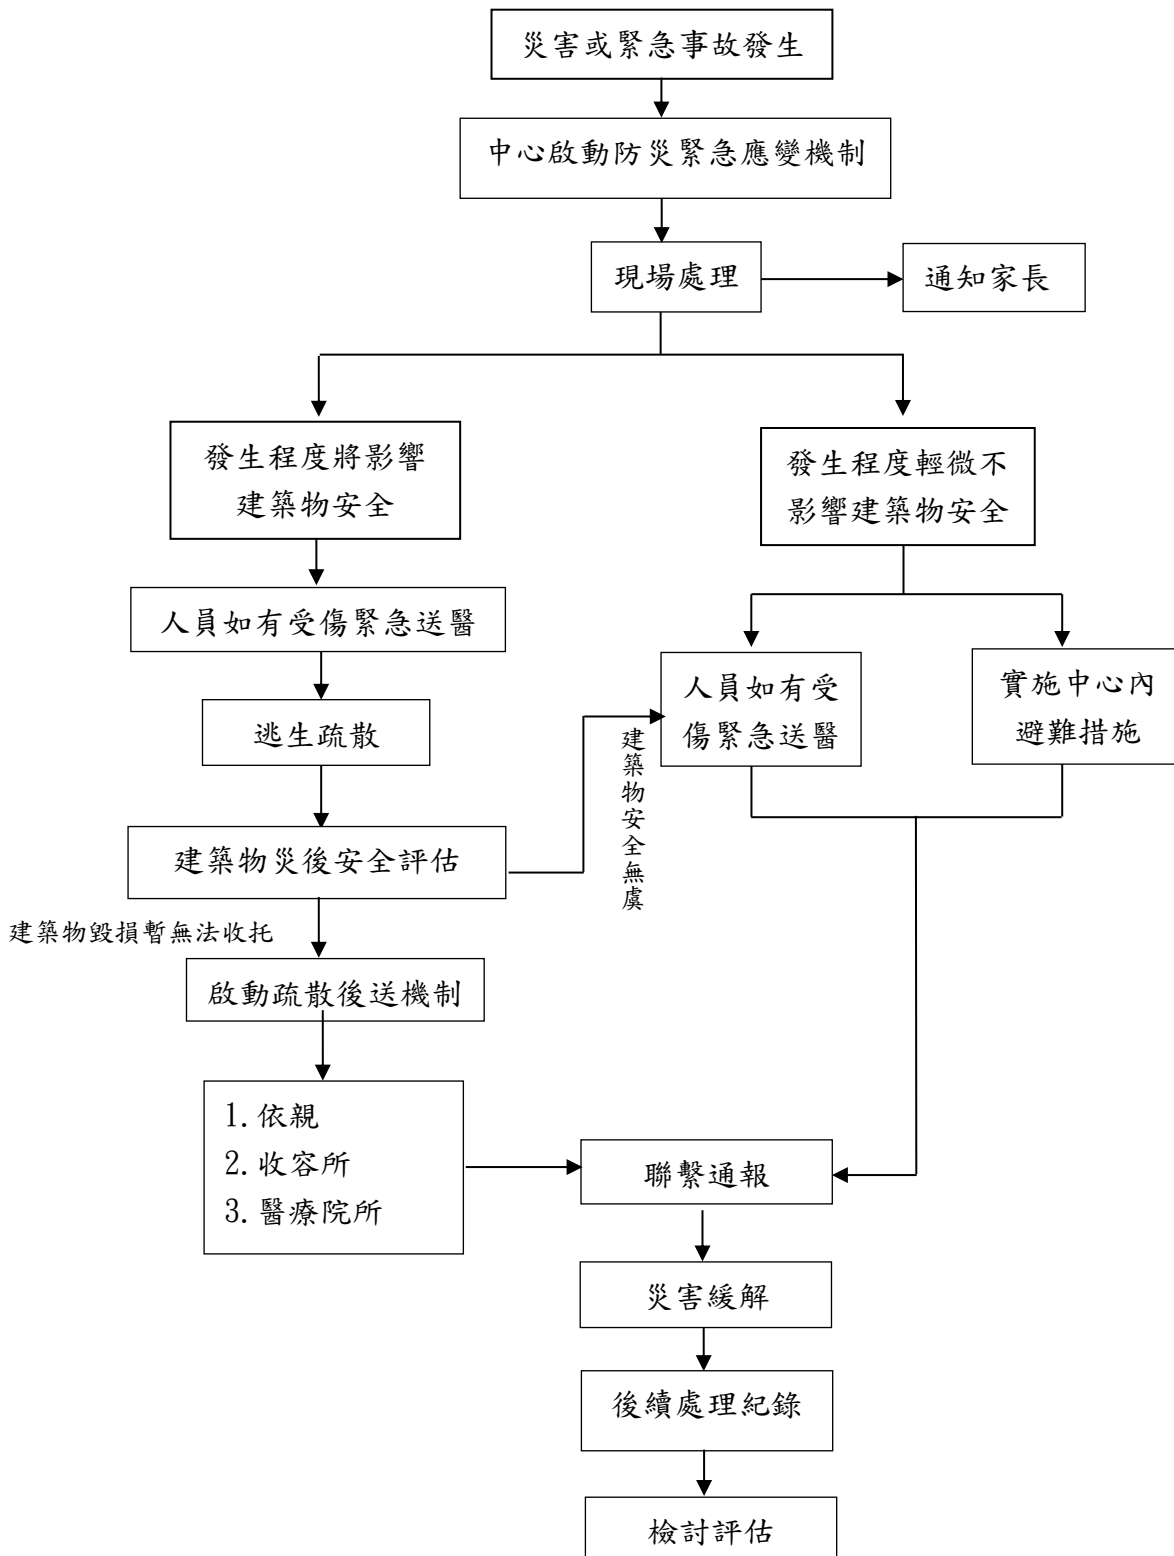 災害或緊急事故發生
中心啟動防災緊急應變機制
現場處理
通知家長
發生程度將影響
建築物安全
發生程度輕微不
影響建築物安全
人員如有受傷緊急送醫
人員如有受
傷緊急送醫
實施中心內
避難措施
逃生疏散
建築物安全無虞
建築物災後安全評估
建築物毀損暫無法收托
啟動疏散後送機制
1.依親
2.收容所
3.醫療院所
聯繫通報
災害緩解
後續處理紀錄
檢討評估